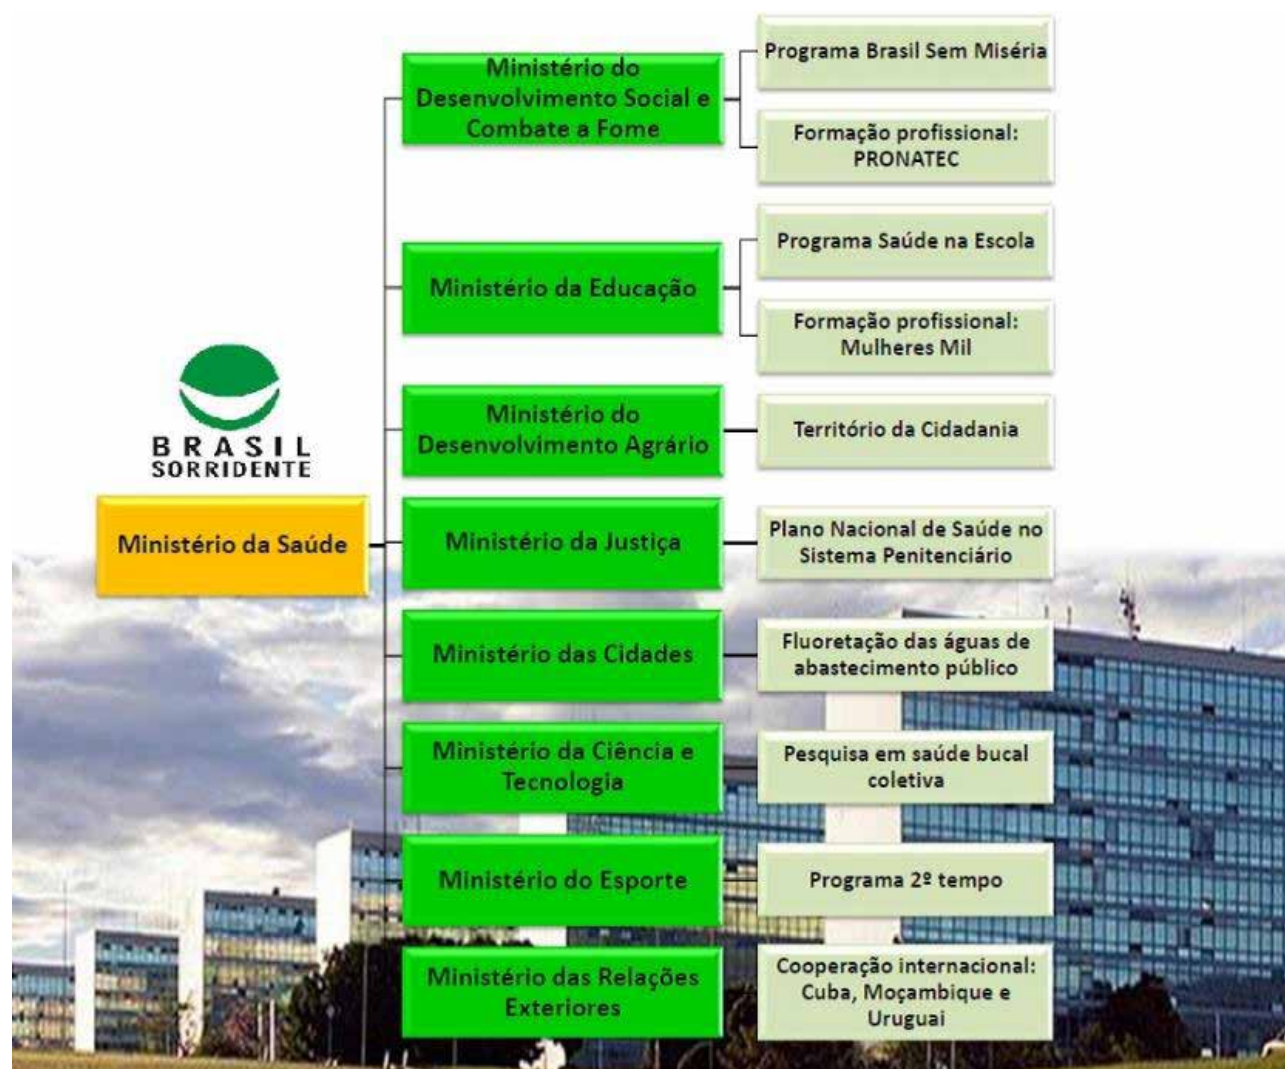 BRASIL
SORRIDENTE
Ministério da Saúde
Ministério do
Desenvolvimento Social e
Combate a Fome
Programa Brasil Sem Miséria
Formação profissional:
PRONATEC
Ministério da Educação
Programa Saúde na Escola
Formação profissional:
Mulheres Mil
Ministério do
Desenvolvimento Agrário
Território da Cidadania
Ministério da Justiça
Plano Nacional de Saúde no
Sistema Penitenciário
Ministério das Cidades
Fluoretação das águas de
abastecimento público
Ministério da Ciência e
Tecnologia
Pesquisa em saúde bucal
coletiva
Ministério do Esporte
Programa 2º tempo
Ministério das Relações
Exteriores
Cooperação internacional:
Cuba, Moçambique e
Uruguai